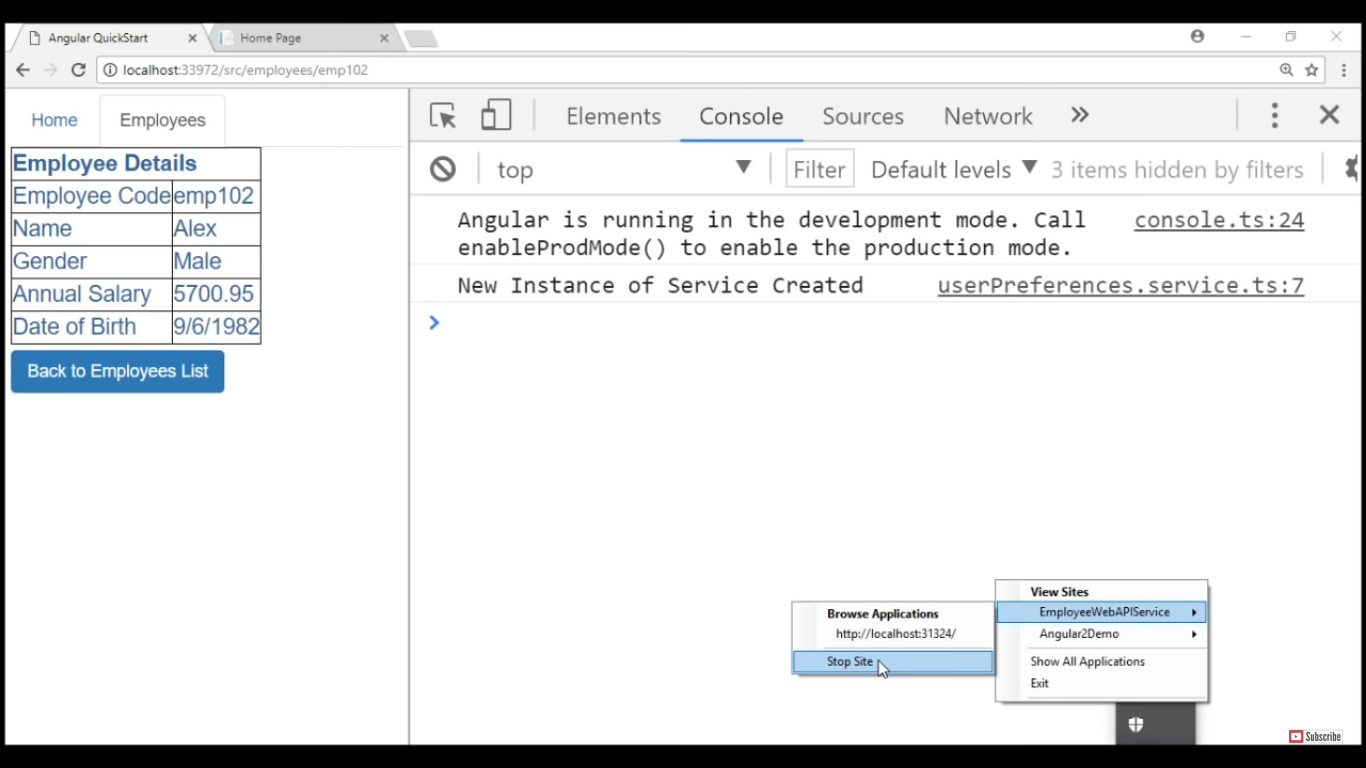 Angular QuickStart
Home Page
localhost:33972/src/employees/emp102
Home
Employees
Employee Details
Employee Code emp102
Name Alex
Gender Male
Annual Salary 5700.95
Date of Birth 9/6/1982
Back to Employees List
Elements Console Sources Network
top Filter Default levels 3 items hidden by filters
Angular is running in the development mode. Call console.ts:24
enableProdMode() to enable the production mode.
New Instance of Service Created userPreferences.service.ts:7
Browse Applications
http://localhost:31324/
Stop Site
View Sites
EmployeeWebAPIService
Angular2Demo
Show All Applications
Exit
Subscribe